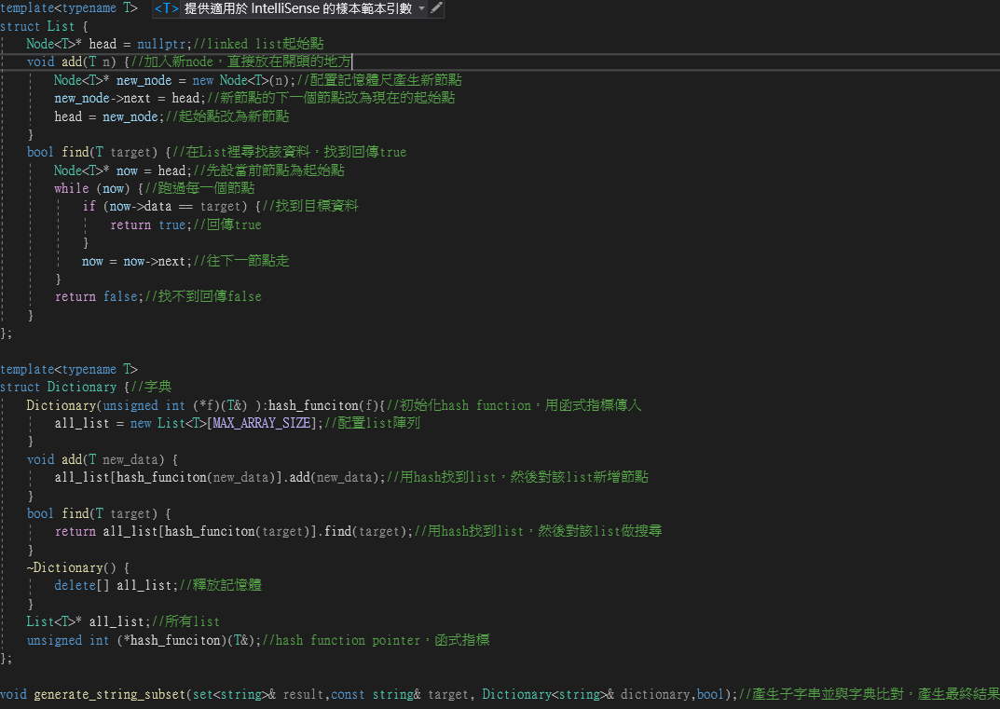 template<typename T> <T> 提供適用於 IntelliSense 的樣本範本引數
struct List {
Node<T>* head = nullptr;//linked list起始點
void add(T n) {//加入新node，直接放在開頭的地方
Node<T>* new_node = new Node<T>(n);//配置記憶體尺產生新節點
new_node->next = head;//新節點的下一個節點改為現在的起始點
head = new_node;//起始點改為新節點
}
bool find(T target) {//在List裡尋找該資料，找到回傳true
Node<T>* now = head;//先設當前節點為起始點
while (now) {//跑過每一個節點
if (now->data == target) {//找到目標資料
return true;//回傳true
}
now = now->next;//往下一節點走
}
return false;//找不到回傳false
}
};
template<typename T>
struct Dictionary {//字典
Dictionary(unsigned int (*f)(T&) ):hash_funciton(f){//初始化hash function，用函式指標傳入
all_list = new List<T>[MAX_ARRAY_SIZE];//配置list陣列
}
void add(T new_data) {
all_list[hash_funciton(new_data)].add(new_data);//用hash找到list，然後對該list新增節點
}
bool find(T target) {
return all_list[hash_funciton(target)].find(target);//用hash找到list，然後對該list做搜尋
}
~Dictionary() {
delete[] all_list;//釋放記憶體
}
List<T>* all_list;//所有list
unsigned int (*hash_funciton)(T&);//hash function pointer，函式指標
};
void generate_string_subset(set<string>& result,const string& target, Dictionary<string>& dictionary,bool);//產生子字串並與字典比對，產生最終結果